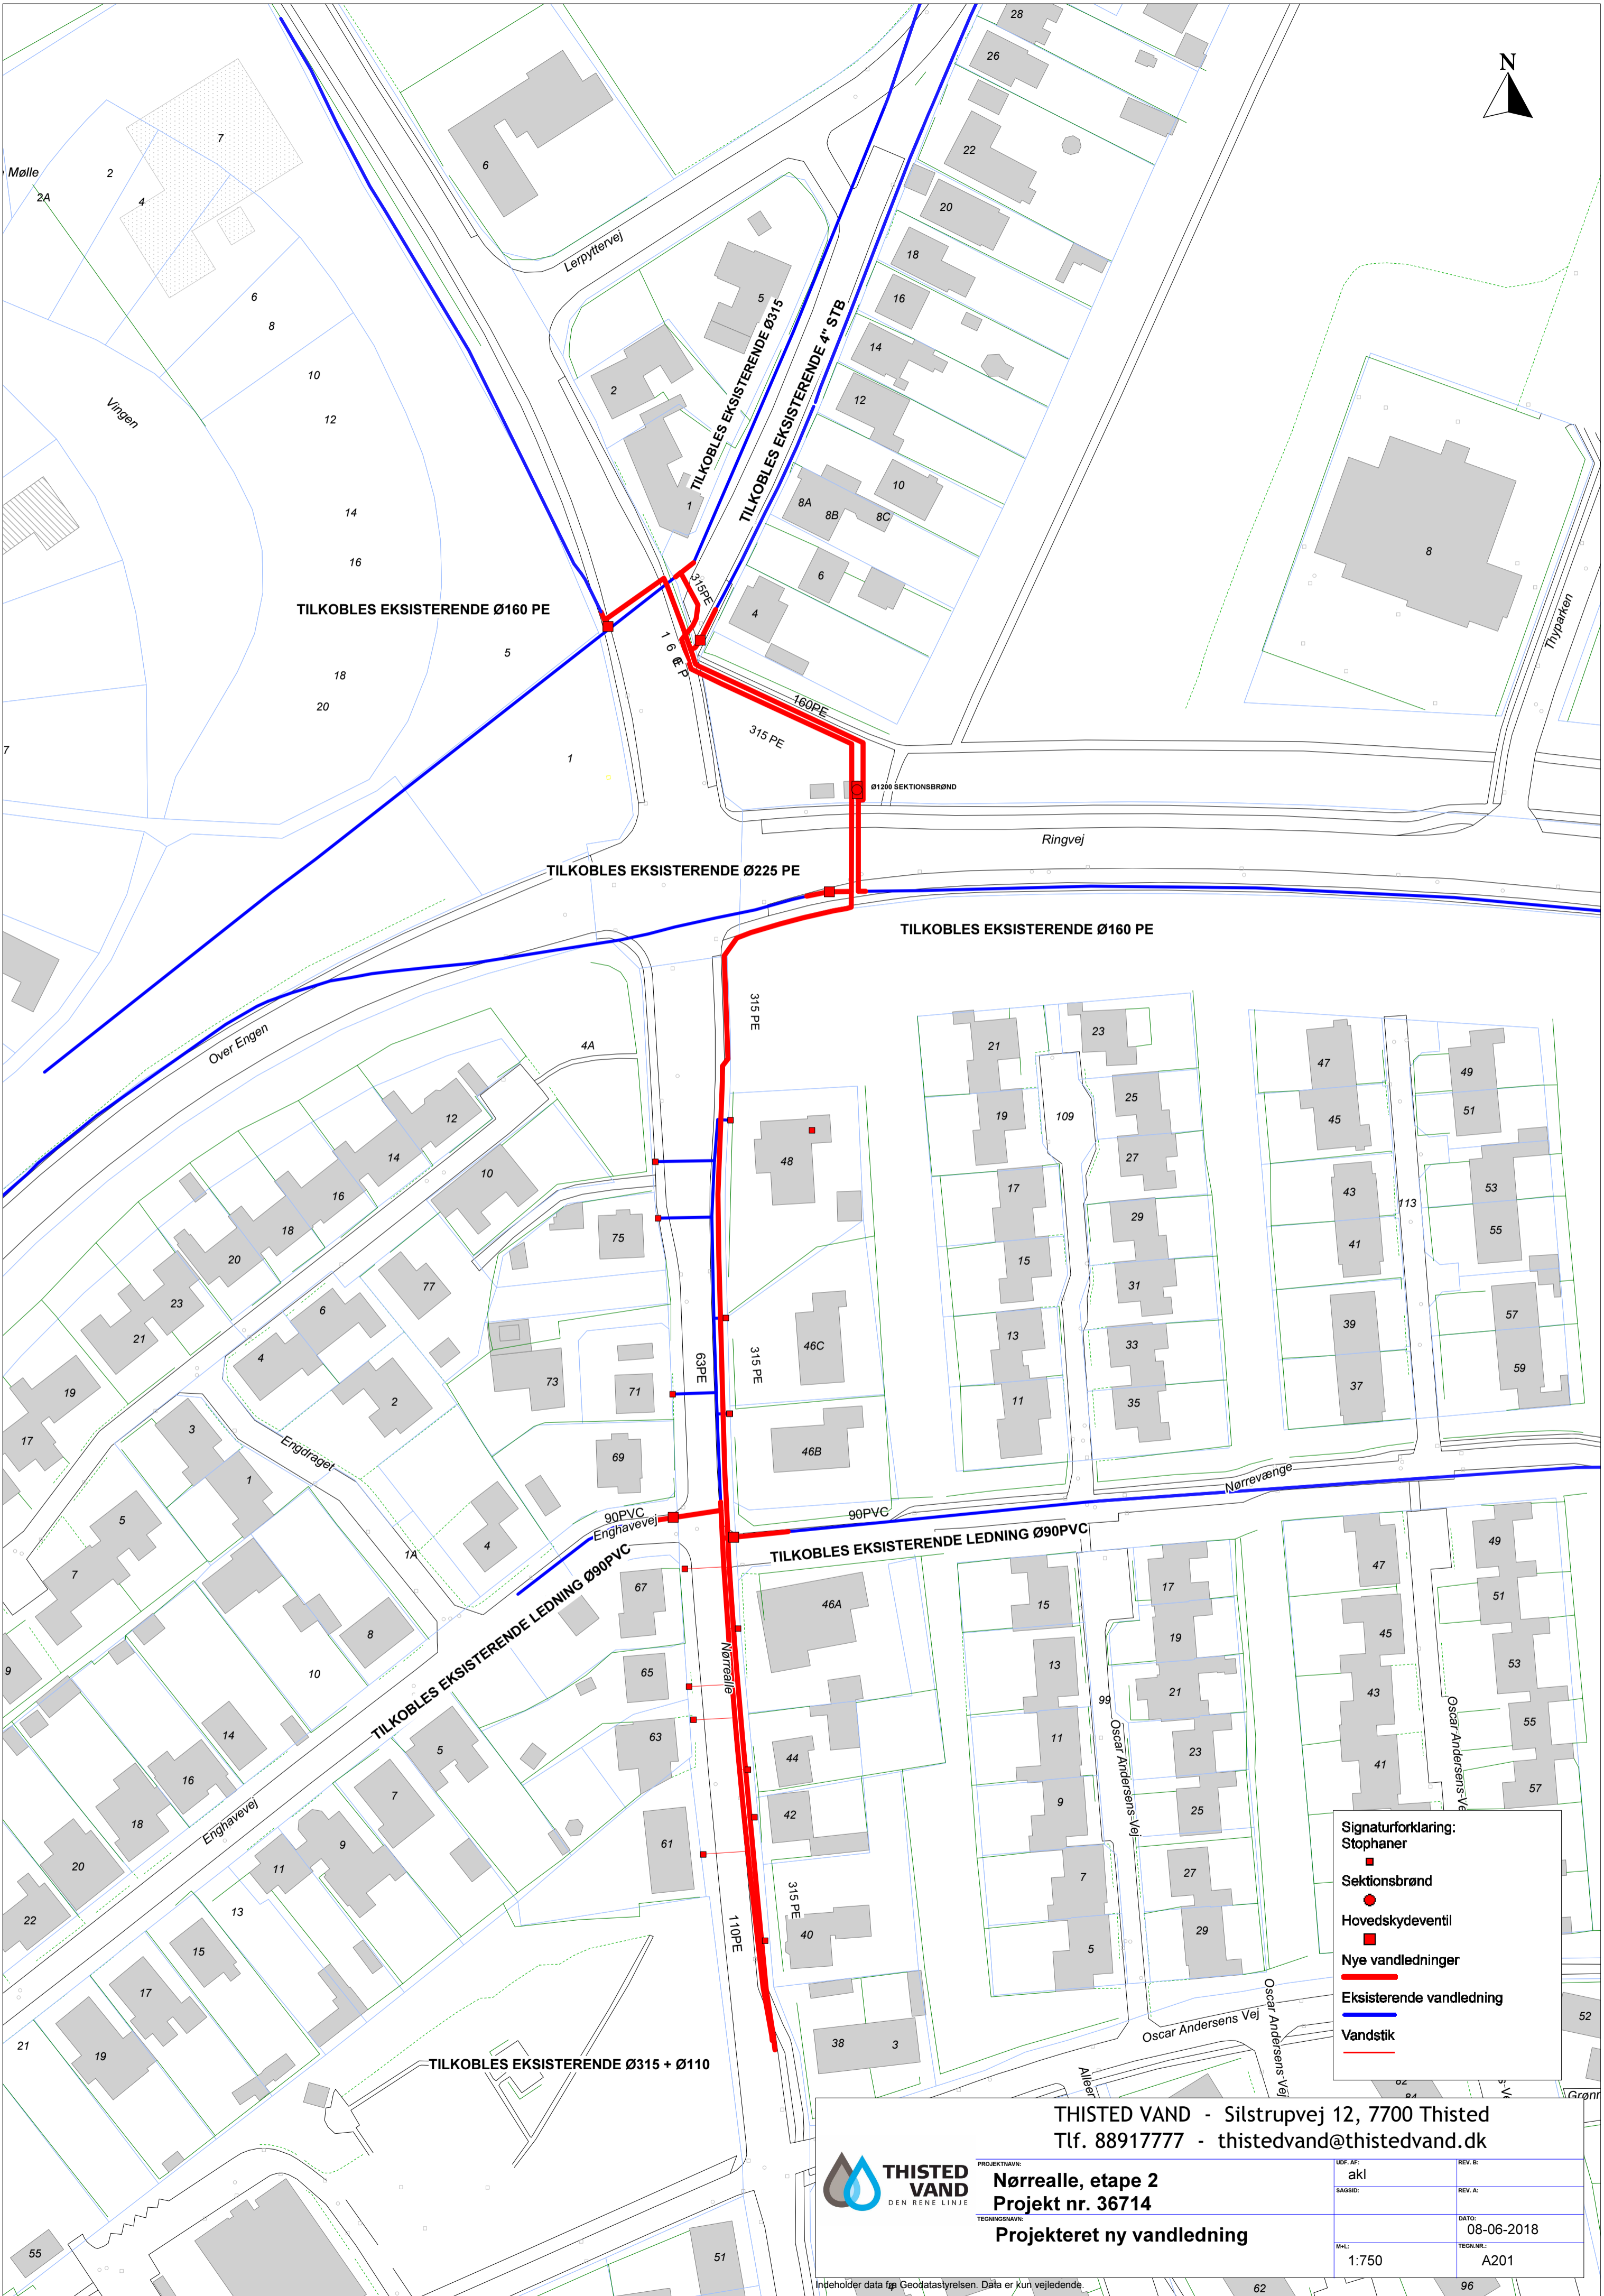 N
28
26
22
20
18
16
14
12
10
8A
8B
8C
6
4
7
Mølle
2
2A
4
6
8
10
12
14
16
18
20
5
1
7
Vingen
6
Lerpyttervej
5
2
1
TILKOBLES EKSISTERENDE Ø315
TILKOBLES EKSISTERENDE 4" STB
8
Thyparken
TILKOBLES EKSISTERENDE Ø160 PE
315PE
160PE
315 PE
Ø1200 SEKTIONSBRØND
Ringvej
TILKOBLES EKSISTERENDE Ø225 PE
TILKOBLES EKSISTERENDE Ø160 PE
Over Engen
4A
315 PE
12
14
16
18
20
23
21
19
17
10
75
77
6
4
2
73
71
69
3
1
5
7
9
Engdraget
1A
4
48
46C
46B
63PE
315 PE
21
19
17
15
13
11
109
23
25
27
29
31
33
35
47
45
43
41
39
37
113
49
51
53
55
57
59
Nørrevænge
90PVC
Enghavevej
90PVC
TILKOBLES EKSISTERENDE LEDNING Ø90PVC
TILKOBLES EKSISTERENDE LEDNING Ø90PVC
67
65
63
61
Nørrealle
46A
44
42
40
38
3
315 PE
110PE
8
10
14
16
18
20
22
5
7
9
11
13
15
17
19
21
Enghavevej
15
13
11
9
7
5
99
Oscar Andersens-Vej
17
19
21
23
25
27
29
47
45
43
41
49
51
53
55
57
Oscar Andersens-Ve
Oscar Andersens Vej
Oscar Andersens-Vej
52
TILKOBLES EKSISTERENDE Ø315 + Ø110
55
51
62
96
Signaturforklaring:
Stophaner
Sektionsbrønd
Hovedskydeventil
Nye vandledninger
Eksisterende vandledning
Vandstik
THISTED VAND - Silstrupvej 12, 7700 Thisted
Tlf. 88917777 - thistedvand@thistedvand.dk
THISTED
VAND
DEN RENE LINJE
PROJEKTNAVN:
Nørrealle, etape 2
Projekt nr. 36714
TEGNINGSNAVN:
Projekteret ny vandledning
UDF. AF:
akl
REV. B:
SAGSID:
REV. A:
DATO:
08-06-2018
M=L:
1:750
TEGN.NR.:
A201
Indeholder data fra Geodatastyrelsen. Data er kun vejledende.